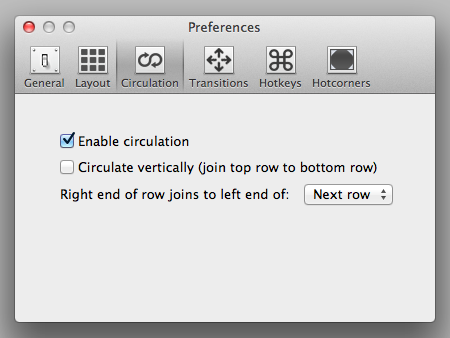 Preferences
General Layout Circulation Transitions Hotkeys Hotcorners
Enable circulation
Circulate vertically (join top row to bottom row)
Right end of row joins to left end of: Next row